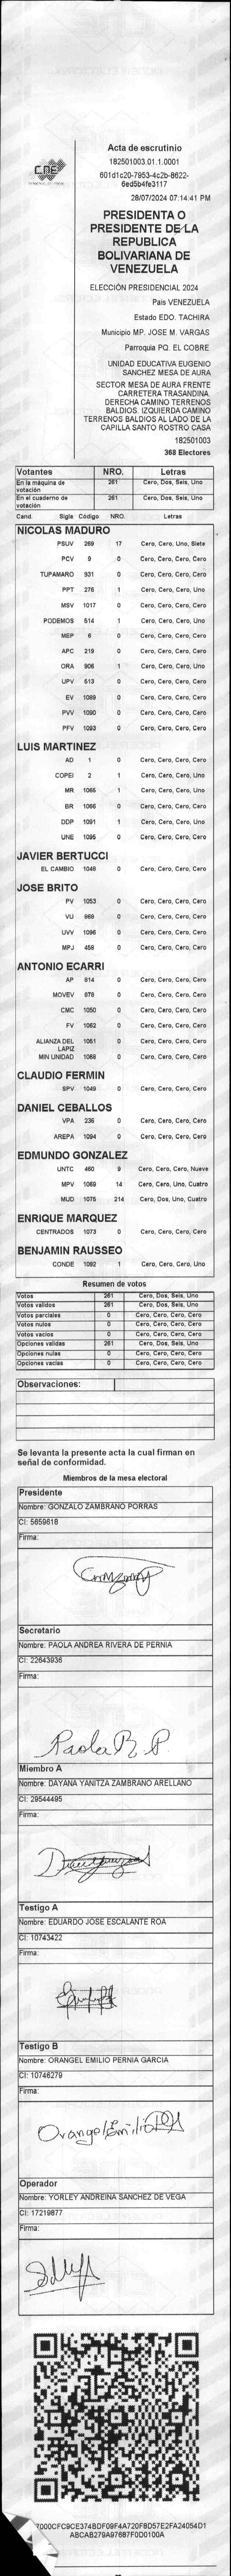 CNE
Acta de escrutinio
182501003.01.1.0001
601d1c20-7953-4c2b-8622-
6ed5b4fe3117
28/07/2024 07:14:41 PM
PRESIDENTA O
PRESIDENTE DE LA
REPUBLICA
BOLIVARIANA DE
VENEZUELA
ELECCIÓN PRESIDENCIAL 2024
Pais VENEZUELA
Estado EDO. TACHIRA
Municipio MP. JOSE M. VARGAS
Parroquia PQ. EL COBRE
UNIDAD EDUCATIVA EUGENIO
SANCHEZ MESA DE AURA
SECTOR MESA DE AURA FRENTE
CARRETERA TRASANDINA.
DERECHA CAMINO TERRENOS
BALDIOS. IZQUIERDA CAMINO
TERRENOS BALDIOS AL LADO DE LA
CAPILLA SANTO ROSTRO CASA
182501003
368 Electores
Votantes NRO. Letras
En la máquina de votación 261 Cero, Dos, Seis, Uno
En el cuaderno de votación 261 Cero, Dos, Seis, Uno
Cand. Sigla Código NRO. Letras
NICOLAS MADURO
PSUV 269 17 Cero, Cero, Uno, Siete
PCV 9 0 Cero, Cero, Cero, Cero
TUPAMARO 931 0 Cero, Cero, Cero, Cero
PPT 276 1 Cero, Cero, Cero, Uno
MSV 1017 0 Cero, Cero, Cero, Cero
PODEMOS 514 1 Cero, Cero, Cero, Uno
MEP 6 0 Cero, Cero, Cero, Cero
APC 219 0 Cero, Cero, Cero, Cero
ORA 906 1 Cero, Cero, Cero, Uno
UPV 513 0 Cero, Cero, Cero, Cero
EV 1089 0 Cero, Cero, Cero, Cero
PVV 1090 0 Cero, Cero, Cero, Cero
PFV 1093 0 Cero, Cero, Cero, Cero
LUIS MARTINEZ
AD 1 0 Cero, Cero, Cero, Cero
COPEI 2 1 Cero, Cero, Cero, Uno
MR 1065 1 Cero, Cero, Cero, Uno
BR 1066 0 Cero, Cero, Cero, Cero
DDP 1091 1 Cero, Cero, Cero, Uno
UNE 1095 0 Cero, Cero, Cero, Cero
JAVIER BERTUCCI
EL CAMBIO 1048 0 Cero, Cero, Cero, Cero
JOSE BRITO
PV 1053 0 Cero, Cero, Cero, Cero
VU 868 0 Cero, Cero, Cero, Cero
UVV 1096 0 Cero, Cero, Cero, Cero
MPJ 458 0 Cero, Cero, Cero, Cero
ANTONIO ECARRI
AP 814 0 Cero, Cero, Cero, Cero
MOVEV 978 0 Cero, Cero, Cero, Cero
CMC 1050 0 Cero, Cero, Cero, Cero
FV 1062 0 Cero, Cero, Cero, Cero
ALIANZA DEL LAPIZ 1051 0 Cero, Cero, Cero, Cero
MIN UNIDAD 1088 0 Cero, Cero, Cero, Cero
CLAUDIO FERMIN
SPV 1049 0 Cero, Cero, Cero, Cero
DANIEL CEBALLOS
VPA 236 0 Cero, Cero, Cero, Cero
AREPA 1094 0 Cero, Cero, Cero, Cero
EDMUNDO GONZALEZ
UNTC 460 9 Cero, Cero, Cero, Nueve
MPV 1069 14 Cero, Cero, Uno, Cuatro
MUD 1075 214 Cero, Dos, Uno, Cuatro
ENRIQUE MARQUEZ
CENTRADOS 1073 0 Cero, Cero, Cero, Cero
BENJAMIN RAUSSEO
CONDE 1092 1 Cero, Cero, Cero, Uno
Resumen de votos
Votos 261 Cero, Dos, Seis, Uno
Votos validos 261 Cero, Dos, Seis, Uno
Votos parciales 0 Cero, Cero, Cero, Cero
Votos nulos 0 Cero, Cero, Cero, Cero
Votos vacios 0 Cero, Cero, Cero, Cero
Opciones validas 261 Cero, Dos, Seis, Uno
Opciones nulas 0 Cero, Cero, Cero, Cero
Opciones vacias 0 Cero, Cero, Cero, Cero
Observaciones:
Se levanta la presente acta la cual firman en
señal de conformidad.
Miembros de la mesa electoral
Presidente
Nombre: GONZALO ZAMBRANO PORRAS
CI: 5659618
Firma:
Secretario
Nombre: PAOLA ANDREA RIVERA DE PERNIA
CI: 22643936
Firma:
Paola R P.
Miembro A
Nombre: DAYANA YANITZA ZAMBRANO ARELLANO
CI: 29544495
Firma:
Testigo A
Nombre: EDUARDO JOSE ESCALANTE ROA
CI: 10743422
Firma:
Testigo B
Nombre: ORANGEL EMILIO PERNIA GARCIA
CI: 10746279
Firma:
Orangel Emilio
Operador
Nombre: YORLEY ANDREINA SANCHEZ DE VEGA
CI: 17219877
Firma:
7000CFC9CE374BDF09F4A720F8D57E2FA24054D1
ABCAB279A97687F0D0100A